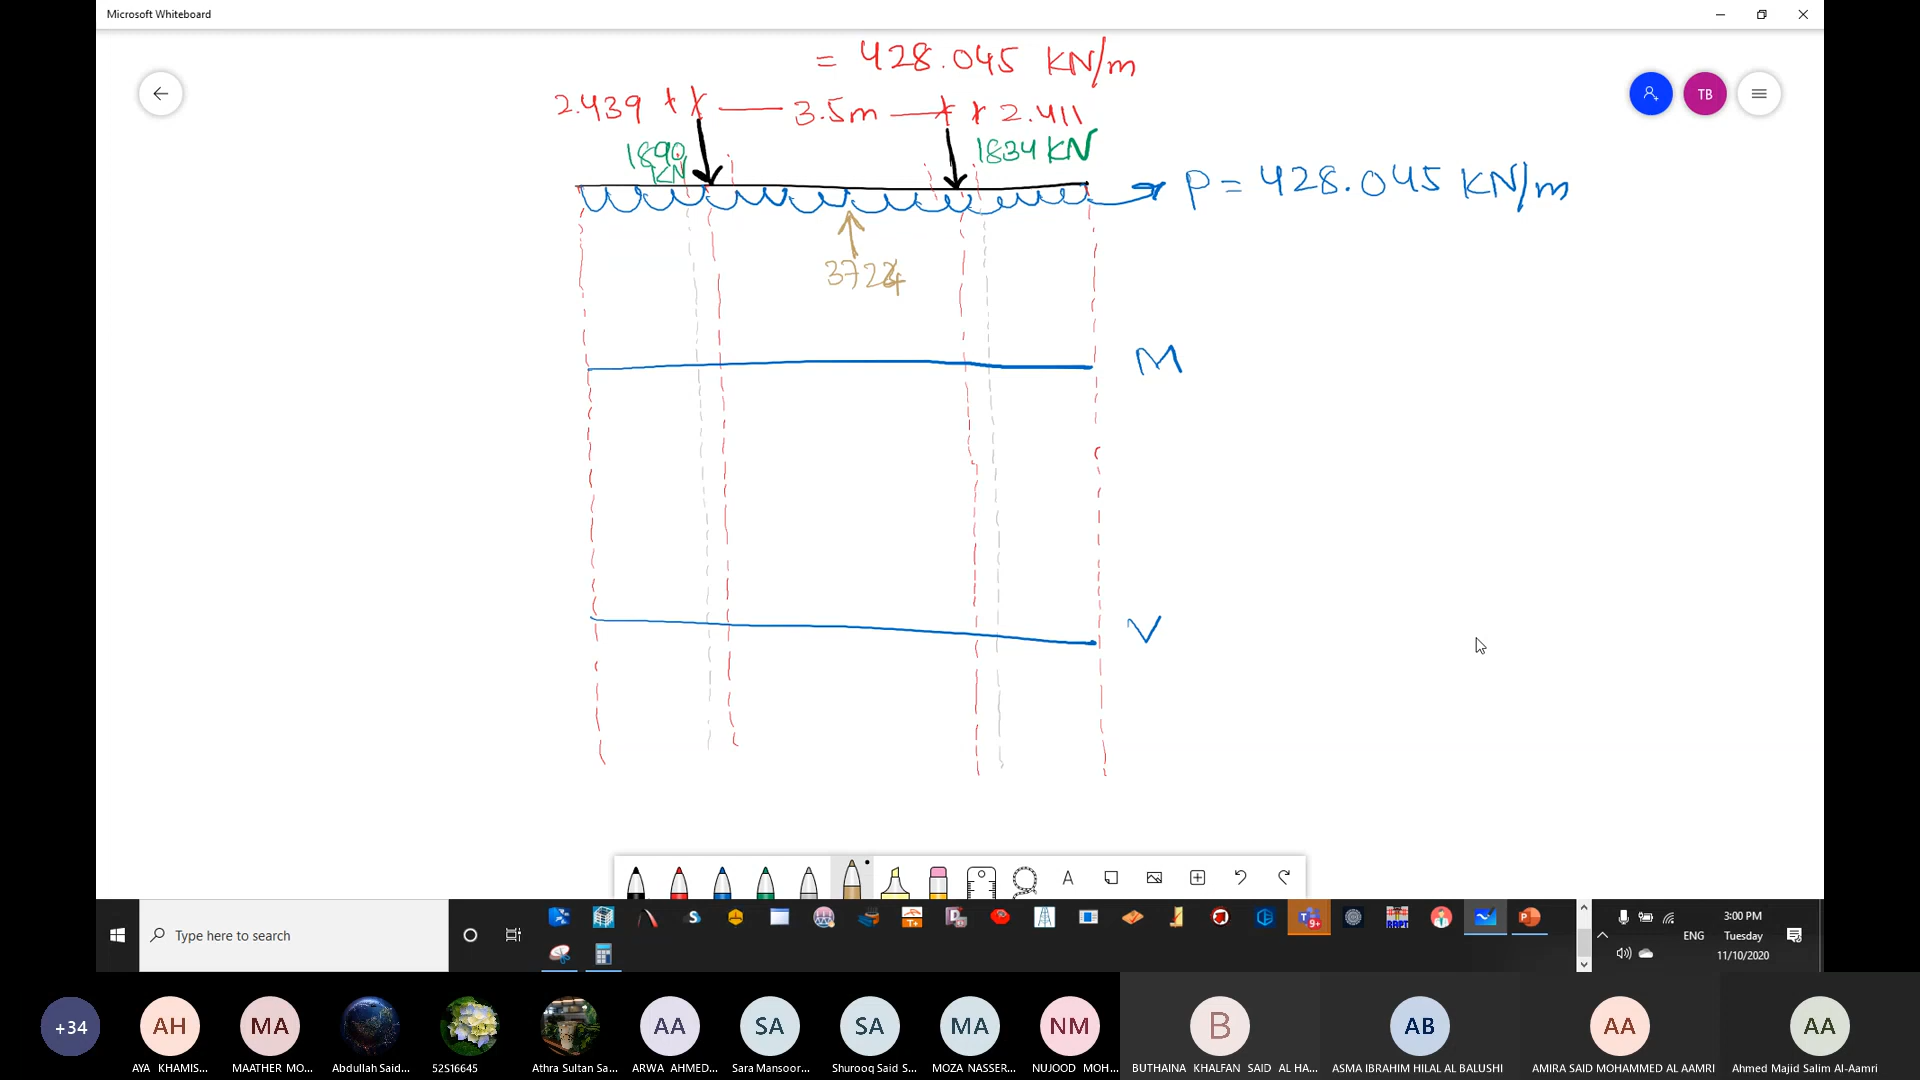 Microsoft Whiteboard
= 428.045 KN/m
2.439 + x — 3.5m — x x 2.411
1890 KN
1834 KN
TB
P = 428.045 KN/m
M
V
A
Type here to search
ENG
3:00 PM
Tuesday
11/10/2020
+34
AH
MA
AA
SA
SA
MA
NM
B
AB
AA
AA
AYA KHAMIS...
MAATHER MO...
Abdullah Said...
52S16645
Athra Sultan Sa...
ARWA AHMED...
Sara Mansoor...
Shurooq Said S...
MOZA NASSER...
NUJOOD MOH...
BUTHAINA KHALFAN SAID AL HA...
ASMA IBRAHIM HILAL AL BALUSHI
AMIRA SAID MOHAMMED AL AAMRI
Ahmed Majid Salim Al-Aamri